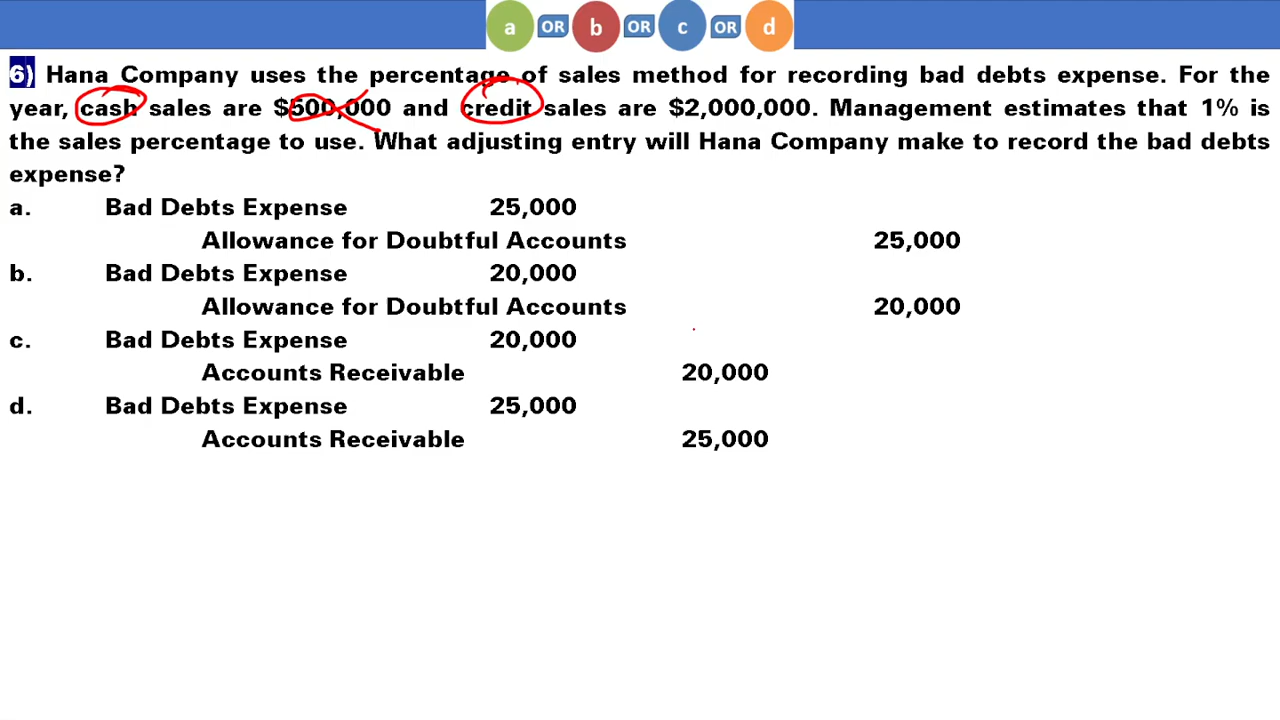 a OR b OR c OR d
6) Hana Company uses the percentage of sales method for recording bad debts expense. For the
year, cash sales are $500,000 and credit sales are $2,000,000. Management estimates that 1% is
the sales percentage to use. What adjusting entry will Hana Company make to record the bad debts
expense?
a. Bad Debts Expense 25,000
Allowance for Doubtful Accounts 25,000
b. Bad Debts Expense 20,000
Allowance for Doubtful Accounts 20,000
c. Bad Debts Expense 20,000
Accounts Receivable 20,000
d. Bad Debts Expense 25,000
Accounts Receivable 25,000